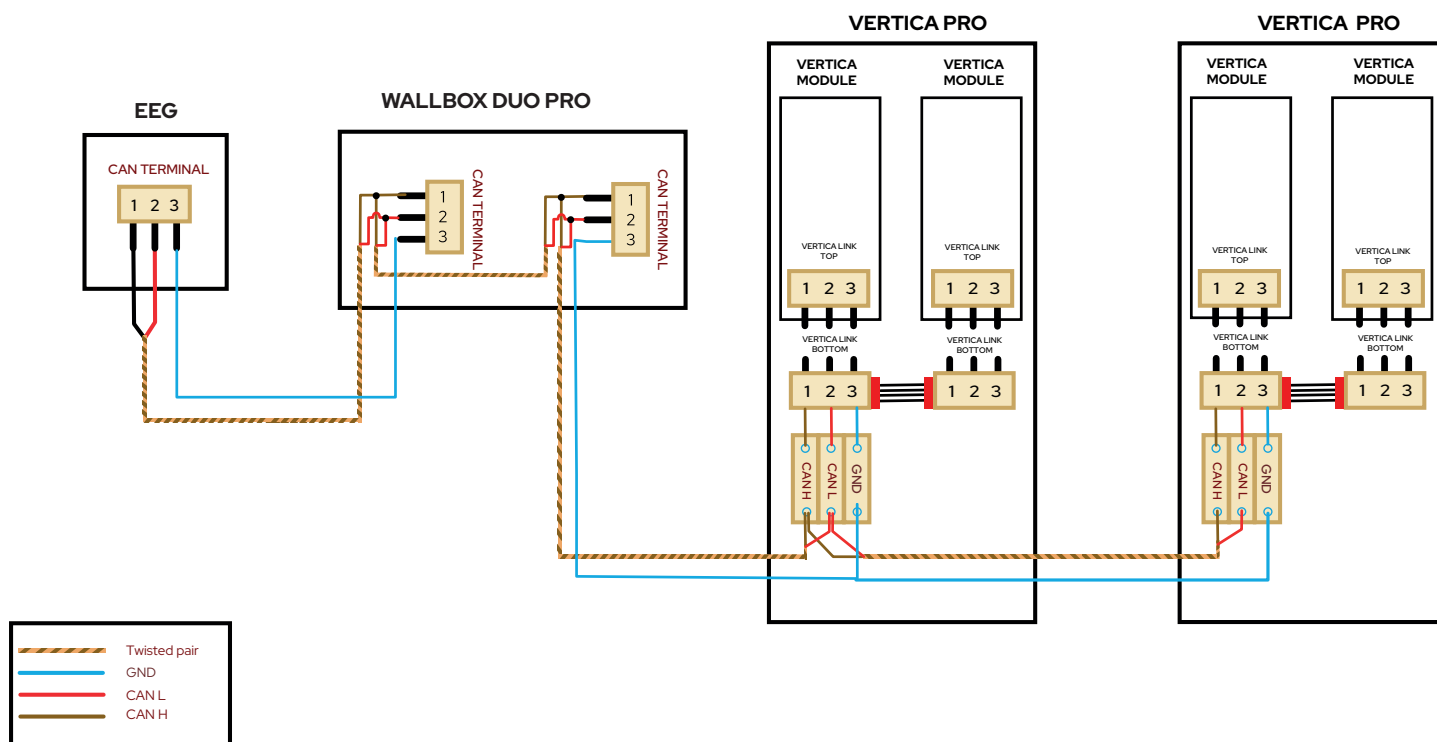 EEG
CAN TERMINAL
1 2 3
WALLBOX DUO PRO
1
2
3
CAN TERMINAL
1
2
3
CAN TERMINAL
VERTICA PRO
VERTICA
MODULE
VERTICA LINK
TOP
1 2 3
VERTICA LINK
BOTTOM
1 2 3
VERTICA
MODULE
VERTICA LINK
TOP
1 2 3
VERTICA LINK
BOTTOM
1 2 3
CAN H
CAN L
GND
VERTICA PRO
VERTICA
MODULE
VERTICA LINK
TOP
1 2 3
VERTICA LINK
BOTTOM
1 2 3
VERTICA
MODULE
VERTICA LINK
TOP
1 2 3
VERTICA LINK
BOTTOM
1 2 3
CAN H
CAN L
GND
Twisted pair
GND
CAN L
CAN H